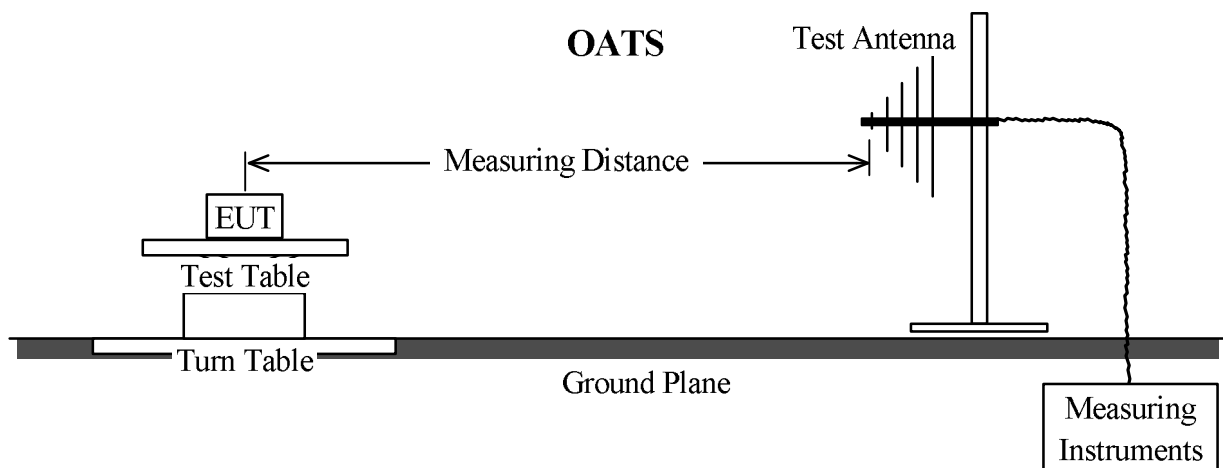 OATS
Test Antenna
Measuring Distance
EUT
Test Table
Turn Table
Ground Plane
Measuring
Instruments